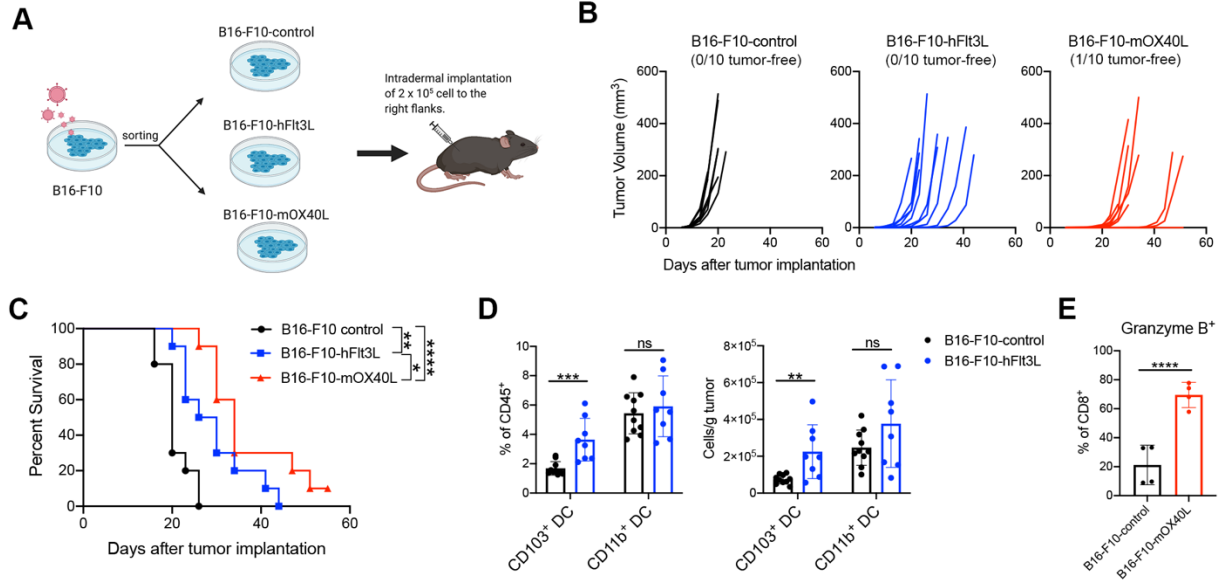 A
B16-F10-control
B16-F10
sorting
B16-F10-hFlt3L
B16-F10-mOX40L
Intradermal implantation
of 2 x 10⁵ cell to the
right flanks.
B
B16-F10-control
(0/10 tumor-free)
B16-F10-hFlt3L
(0/10 tumor-free)
B16-F10-mOX40L
(1/10 tumor-free)
Tumor Volume (mm³)
600
400
200
0
0 20 40 60
600
400
200
0
0 20 40 60
600
400
200
0
0 20 40 60
Days after tumor implantation
C
Percent Survival
100
80
60
40
20
0
0 20 40 60
Days after tumor implantation
B16-F10 control
B16-F10-hFlt3L
B16-F10-mOX40L
**
*
****
D
% of CD45⁺
10
8
6
4
2
0
***
ns
CD103⁺ DC
CD11b⁺ DC
Cells/g tumor
8×10⁵
6×10⁵
4×10⁵
2×10⁵
0
**
ns
CD103⁺ DC
CD11b⁺ DC
B16-F10-control
B16-F10-hFlt3L
E
Granzyme B⁺
% of CD8⁺
100
80
60
40
20
0
****
B16-F10-control
B16-F10-mOX40L